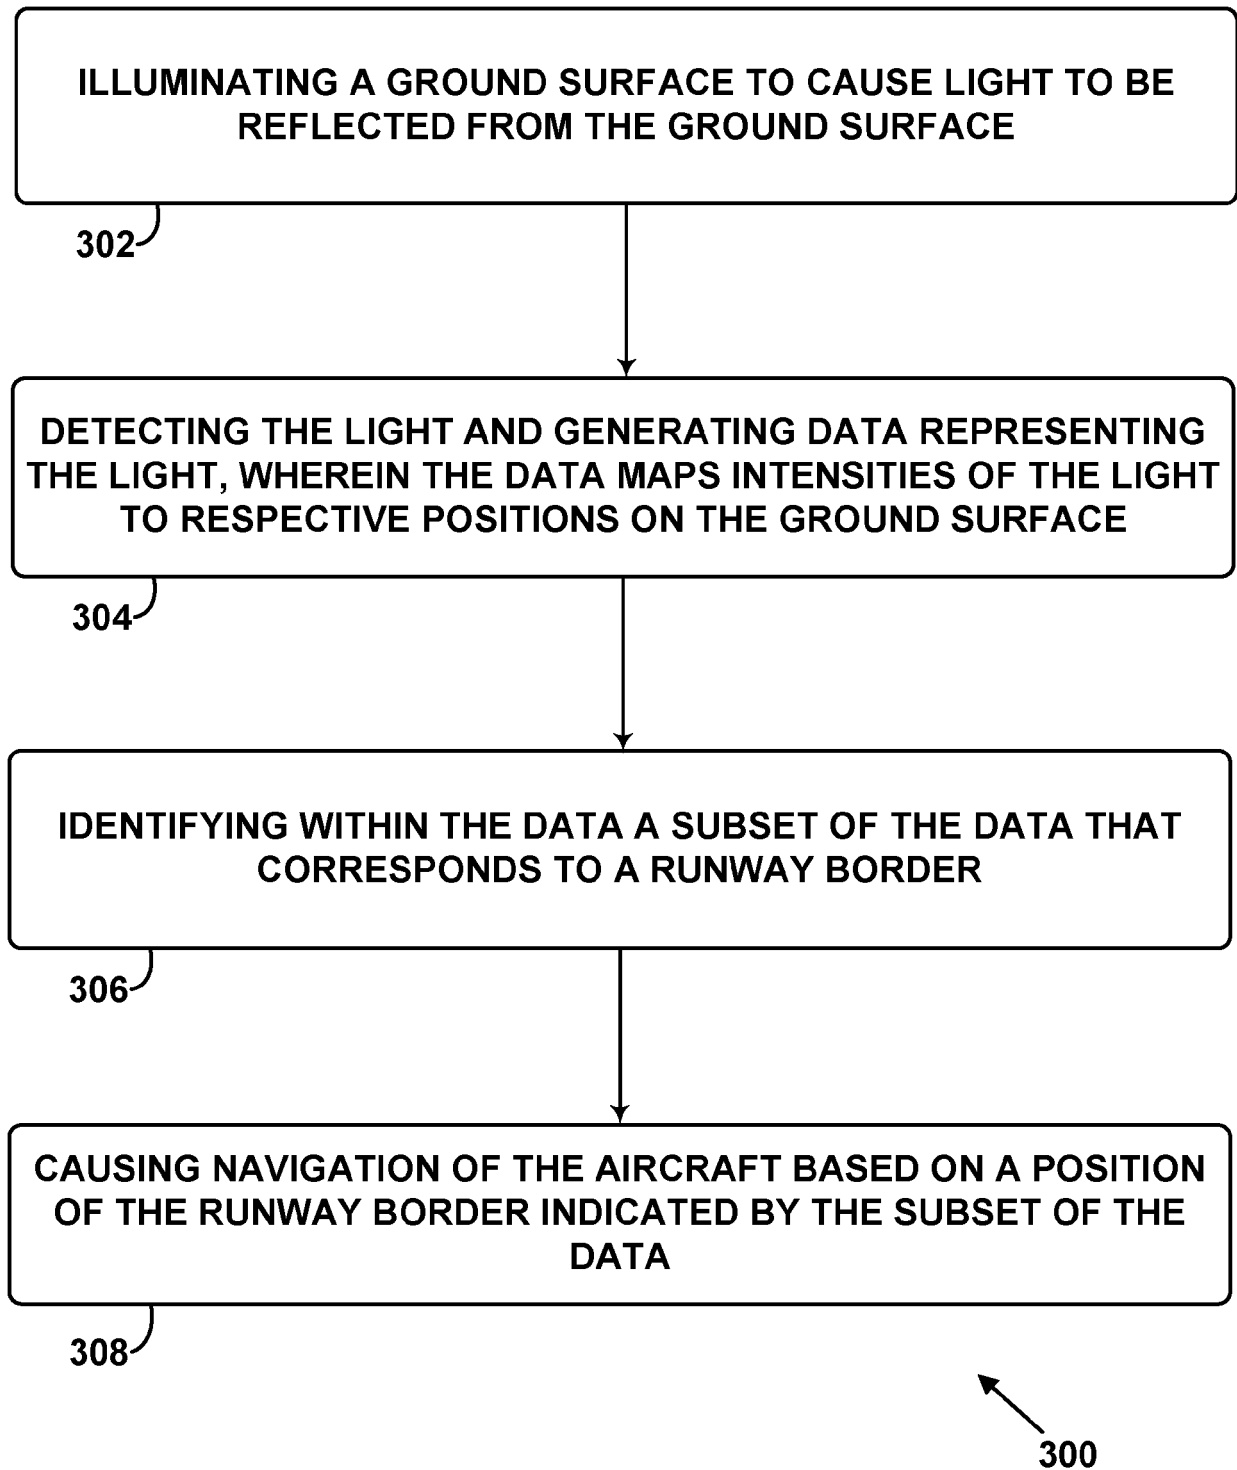 ILLUMINATING A GROUND SURFACE TO CAUSE LIGHT TO BE
REFLECTED FROM THE GROUND SURFACE
302
DETECTING THE LIGHT AND GENERATING DATA REPRESENTING
THE LIGHT, WHEREIN THE DATA MAPS INTENSITIES OF THE LIGHT
TO RESPECTIVE POSITIONS ON THE GROUND SURFACE
304
IDENTIFYING WITHIN THE DATA A SUBSET OF THE DATA THAT
CORRESPONDS TO A RUNWAY BORDER
306
CAUSING NAVIGATION OF THE AIRCRAFT BASED ON A POSITION
OF THE RUNWAY BORDER INDICATED BY THE SUBSET OF THE
DATA
308
300